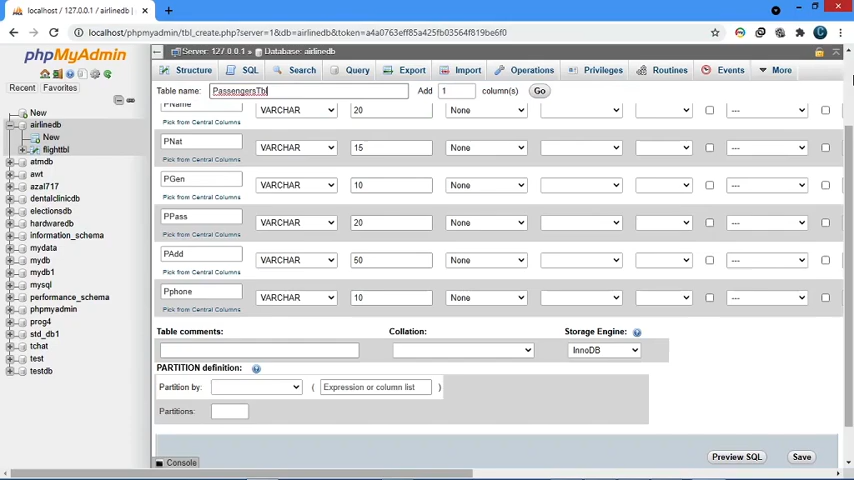 localhost / 127.0.0.1 / airlinedb
localhost/127.0.0.1/phpmyadmin/tbl_create.php?server=1&db=airlinedb&token=a4a0763eff85a425fb03564f819be6f0
phpMyAdmin
Recent Favorites
New
airlinedb
New
flighttbl
atmdb
awt
azal717
dentalclinicdb
electionsdb
hardwaredb
information_schema
mydata
mydb
mydb1
mysql
performance_schema
phpmyadmin
prog4
std_db1
tchat
test
testdb
Server: 127.0.0.1 » Database: airlinedb
Structure SQL Search Query Export Import Operations Privileges Routines Events More
Table name: PassengersTbl Add 1 column(s) Go
PName VARCHAR 20 None ---
Pick from Central Columns
PNat VARCHAR 15 None ---
Pick from Central Columns
PGen VARCHAR 10 None ---
Pick from Central Columns
PPass VARCHAR 20 None ---
Pick from Central Columns
PAdd VARCHAR 50 None ---
Pick from Central Columns
Pphone VARCHAR 10 None ---
Pick from Central Columns
Table comments: Collation: Storage Engine:
InnoDB
PARTITION definition:
Partition by: ( Expression or column list )
Partitions:
Preview SQL Save
Console